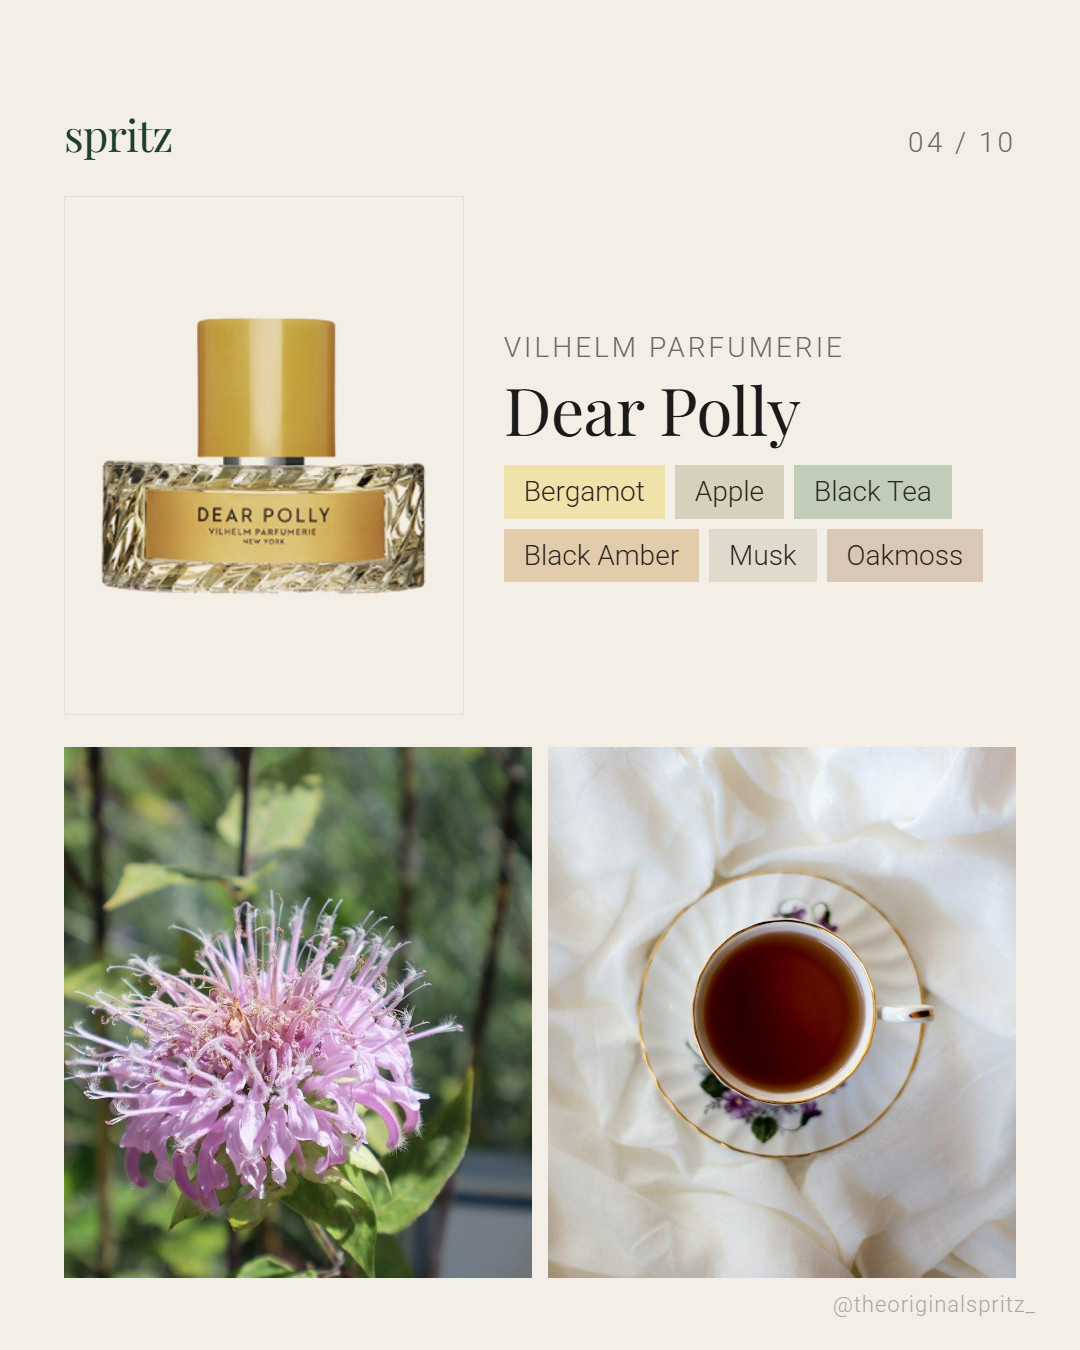 spritz
04 / 10
DEAR POLLY
VILHELM PARFUMERIE
NEW YORK
VILHELM PARFUMERIE
Dear Polly
Bergamot
Apple
Black Tea
Black Amber
Musk
Oakmoss
@theoriginalspritz_